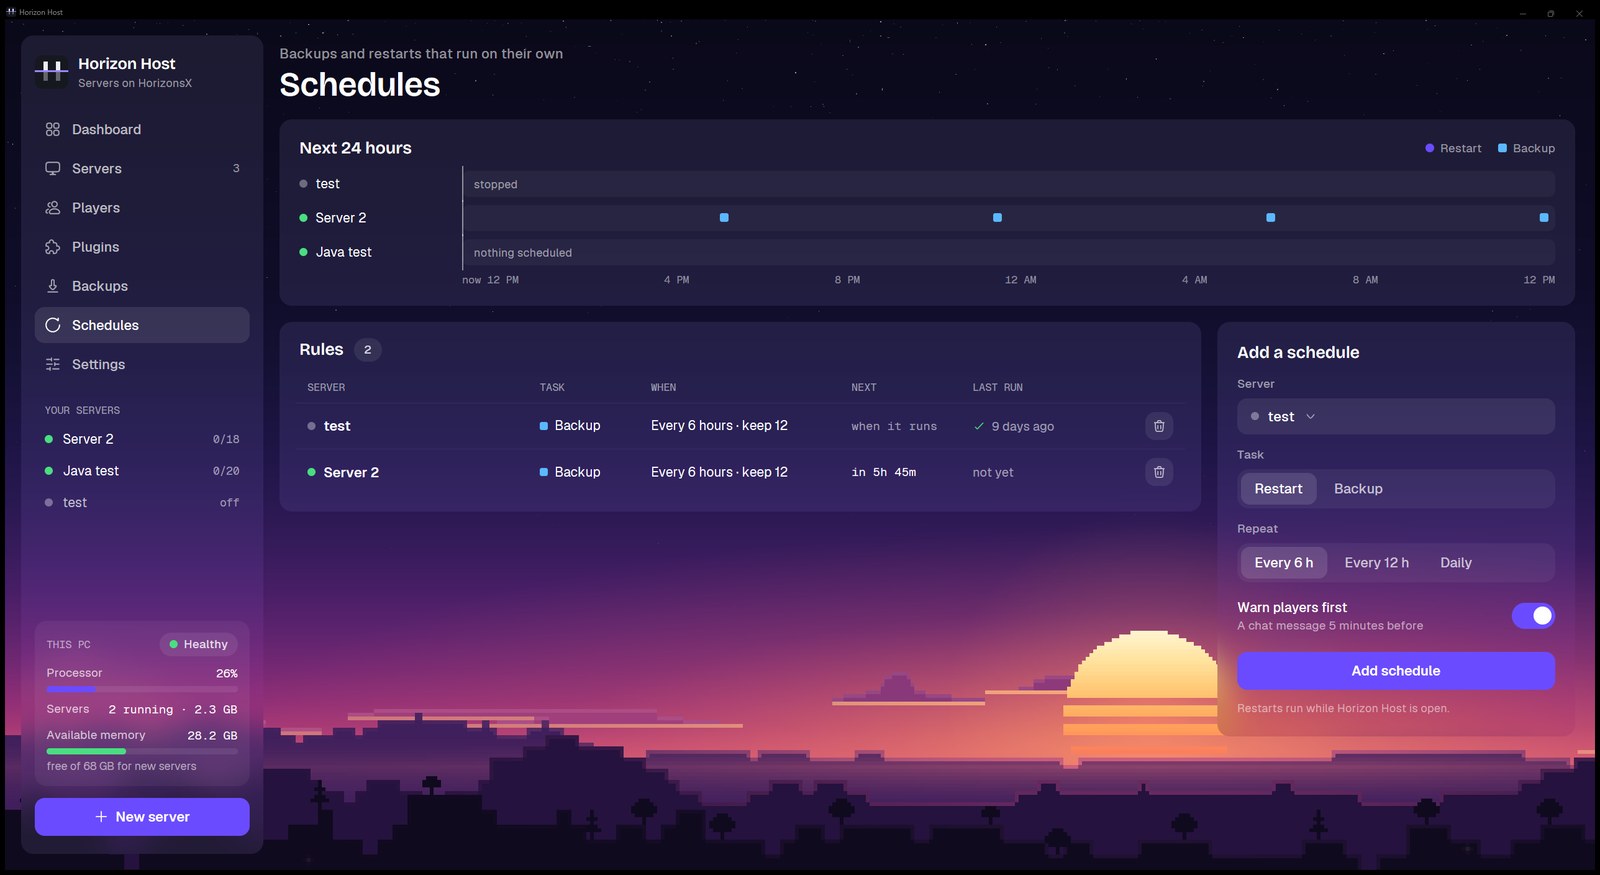 Horizon Host
Horizon Host
Servers on HorizonsX
Dashboard
Servers 3
Players
Plugins
Backups
Schedules
Settings
YOUR SERVERS
Server 2 0/18
Java test 0/20
test off
THIS PC Healthy
Processor 26%
Servers 2 running · 2.3 GB
Available memory 28.2 GB
free of 68 GB for new servers
+ New server
Backups and restarts that run on their own
Schedules
Next 24 hours Restart Backup
test stopped
Server 2
Java test nothing scheduled
now 12 PM 4 PM 8 PM 12 AM 4 AM 8 AM 12 PM
Rules 2
SERVER TASK WHEN NEXT LAST RUN
test Backup Every 6 hours · keep 12 when it runs ✓ 9 days ago
Server 2 Backup Every 6 hours · keep 12 in 5h 45m not yet
Add a schedule
Server
test
Task
Restart Backup
Repeat
Every 6 h Every 12 h Daily
Warn players first
A chat message 5 minutes before
Add schedule
Restarts run while Horizon Host is open.